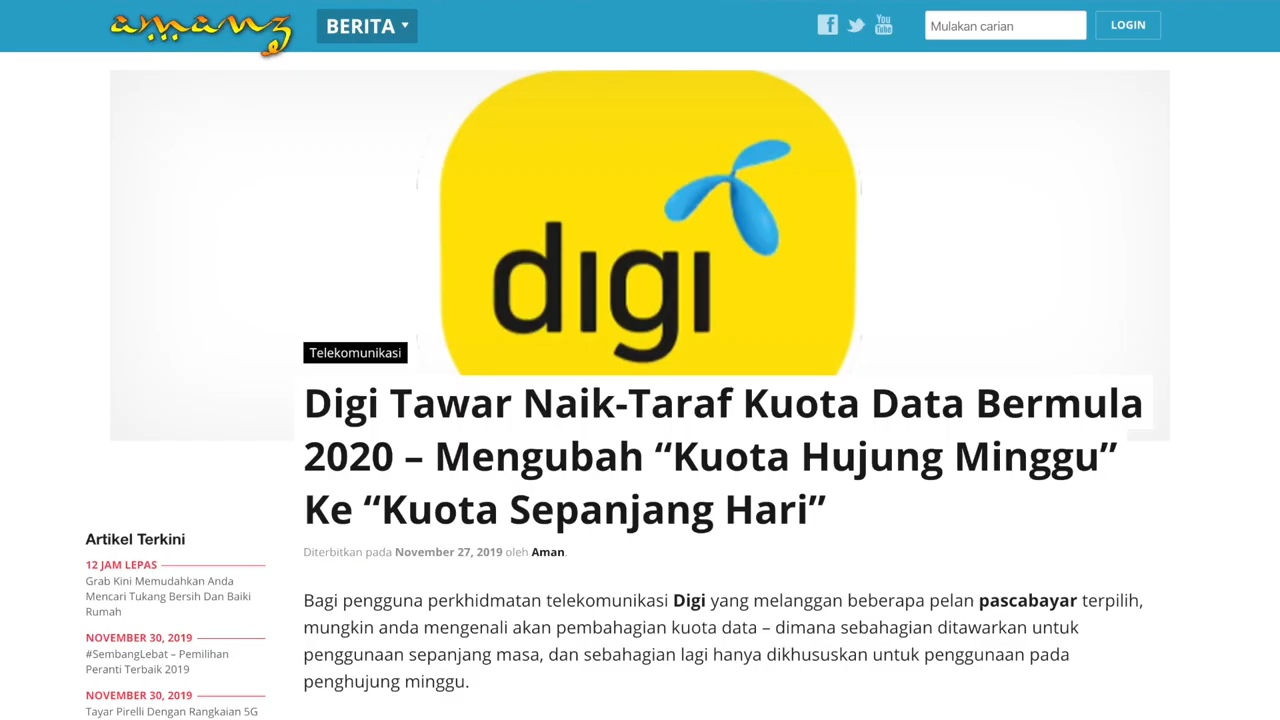 amanz
BERITA
Mulakan carian
LOGIN
digi
Telekomunikasi
Digi Tawar Naik-Taraf Kuota Data Bermula
2020 – Mengubah “Kuota Hujung Minggu”
Ke “Kuota Sepanjang Hari”
Diterbitkan pada November 27, 2019 oleh Aman.
Bagi pengguna perkhidmatan telekomunikasi Digi yang melanggan beberapa pelan pascabayar terpilih,
mungkin anda mengenali akan pembahagian kuota data – dimana sebahagian ditawarkan untuk
penggunaan sepanjang masa, dan sebahagian lagi hanya dikhususkan untuk penggunaan pada
penghujung minggu.
Artikel Terkini
12 JAM LEPAS
Grab Kini Memudahkan Anda
Mencari Tukang Bersih Dan Baiki
Rumah
NOVEMBER 30, 2019
#SembangLebat – Pemilihan
Peranti Terbaik 2019
NOVEMBER 30, 2019
Tayar Pirelli Dengan Rangkaian 5G
You
Tube